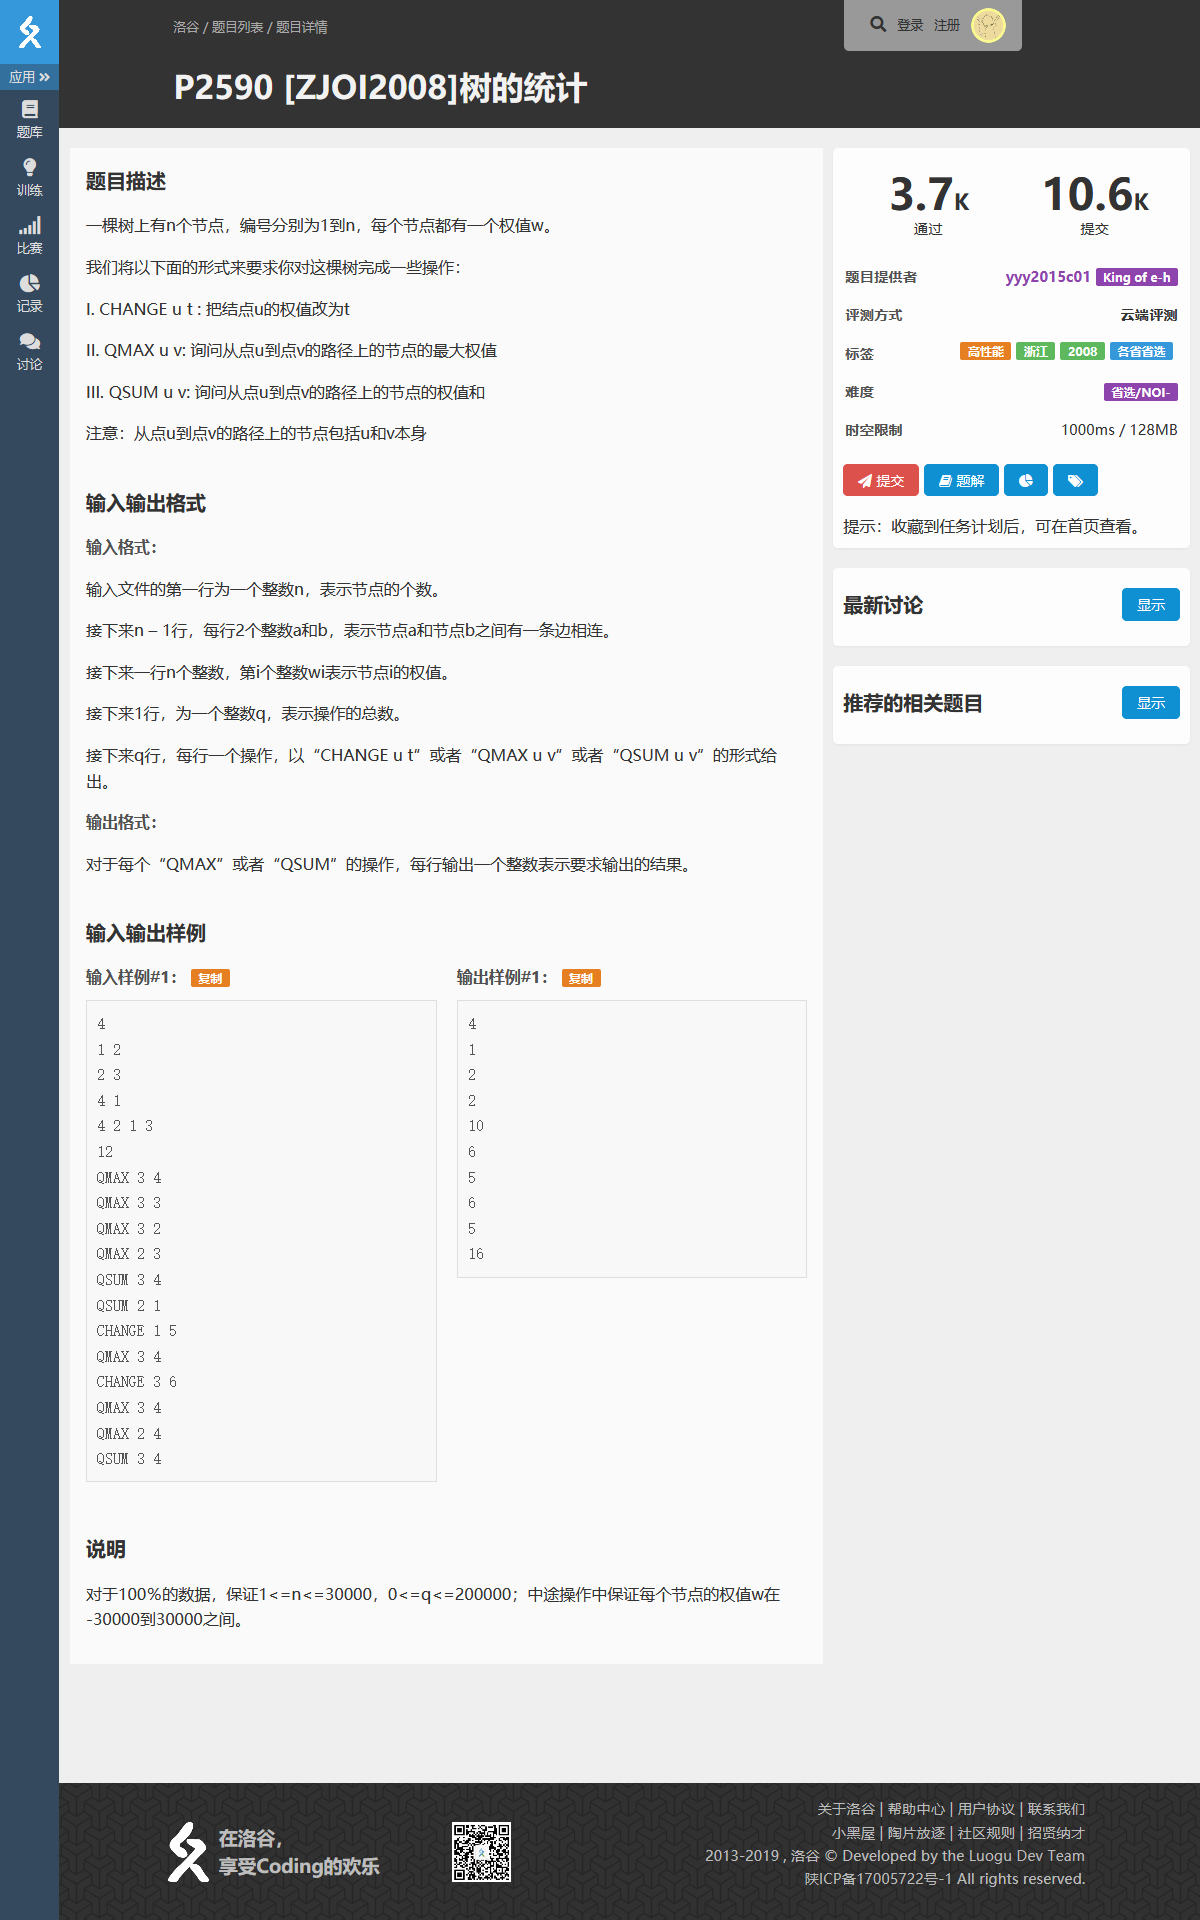 洛谷 / 题目列表 / 题目详情
登录 注册
P2590 [ZJOI2008]树的统计
应用
题库
训练
比赛
记录
讨论
题目描述
一棵树上有n个节点，编号分别为1到n，每个节点都有一个权值w。
我们将以下面的形式来要求你对这棵树完成一些操作：
I. CHANGE u t : 把结点u的权值改为t
II. QMAX u v: 询问从点u到点v的路径上的节点的最大权值
III. QSUM u v: 询问从点u到点v的路径上的节点的权值和
注意：从点u到点v的路径上的节点包括u和v本身
输入输出格式
输入格式：
输入文件的第一行为一个整数n，表示节点的个数。
接下来n – 1行，每行2个整数a和b，表示节点a和节点b之间有一条边相连。
接下来一行n个整数，第i个整数wi表示节点i的权值。
接下来1行，为一个整数q，表示操作的总数。
接下来q行，每行一个操作，以“CHANGE u t”或者“QMAX u v”或者“QSUM u v”的形式给
出。
输出格式：
对于每个“QMAX”或者“QSUM”的操作，每行输出一个整数表示要求输出的结果。
输入输出样例
输入样例#1： 复制
4
1 2
2 3
4 1
4 2 1 3
12
QMAX 3 4
QMAX 3 3
QMAX 3 2
QMAX 2 3
QSUM 3 4
QSUM 2 1
CHANGE 1 5
QMAX 3 4
CHANGE 3 6
QMAX 3 4
QMAX 2 4
QSUM 3 4
输出样例#1： 复制
4
1
2
2
10
6
5
6
5
16
说明
对于100％的数据，保证1<=n<=30000，0<=q<=200000；中途操作中保证每个节点的权值w在
-30000到30000之间。
3.7K 10.6K
通过 提交
题目提供者 yyy2015c01 King of e-h
评测方式 云端评测
标签 高性能 浙江 2008 各省省选
难度 省选/NOI-
时空限制 1000ms / 128MB
提交 题解
提示：收藏到任务计划后，可在首页查看。
最新讨论 显示
推荐的相关题目 显示
在洛谷，
享受Coding的欢乐
关于洛谷 | 帮助中心 | 用户协议 | 联系我们
小黑屋 | 陶片放逐 | 社区规则 | 招贤纳才
2013-2019 , 洛谷 © Developed by the Luogu Dev Team
陕ICP备17005722号-1 All rights reserved.